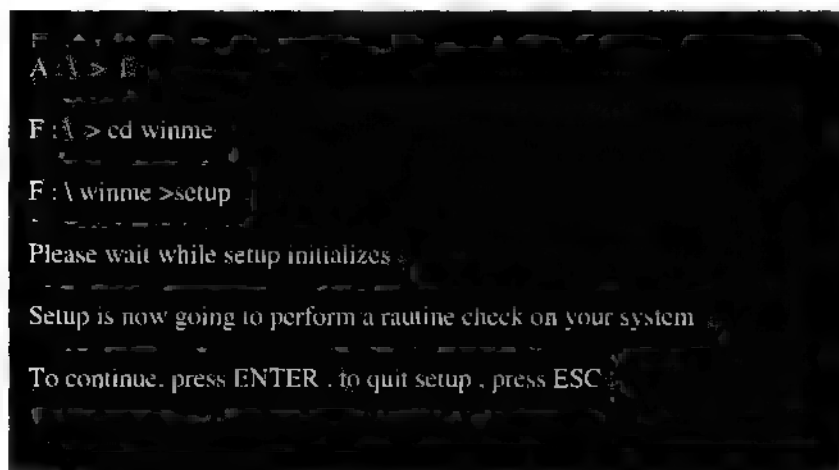 A : \ >
F : \ > cd winme
F : \ winme >setup
Please wait while setup initializes
Setup is now going to perform a rautine check on your system
To continue. press ENTER . to quit setup , press ESC